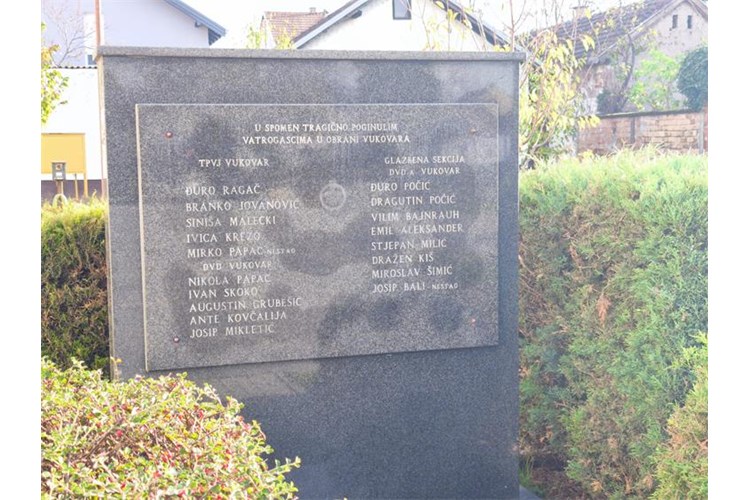 U SPOMEN TRAGIČNO POGINULIM
VATROGASCIMA U OBRANI VUKOVARA
TPVJ VUKOVAR
ĐURO RAGAČ
BRANKO JOVANOVIĆ
SINIŠA MALECKI
IVICA KREZO
MIRKO PAPAC-NESTAO
DVD VUKOVAR
NIKOLA PAPAC
IVAN SKOKO
AUGUSTIN GRUBEŠIĆ
ANTE KOVČALIJA
JOSIP MIKLETIĆ
GLAZBENA SEKCIJA
DVD.A VUKOVAR
ĐURO POČIĆ
DRAGUTIN POČIĆ
VILIM BAJNRAUH
EMIL ALEKSANDER
STJEPAN MILIĆ
DRAŽEN KIŠ
MIROSLAV ŠIMIĆ
JOSIP BALI-NESTAO